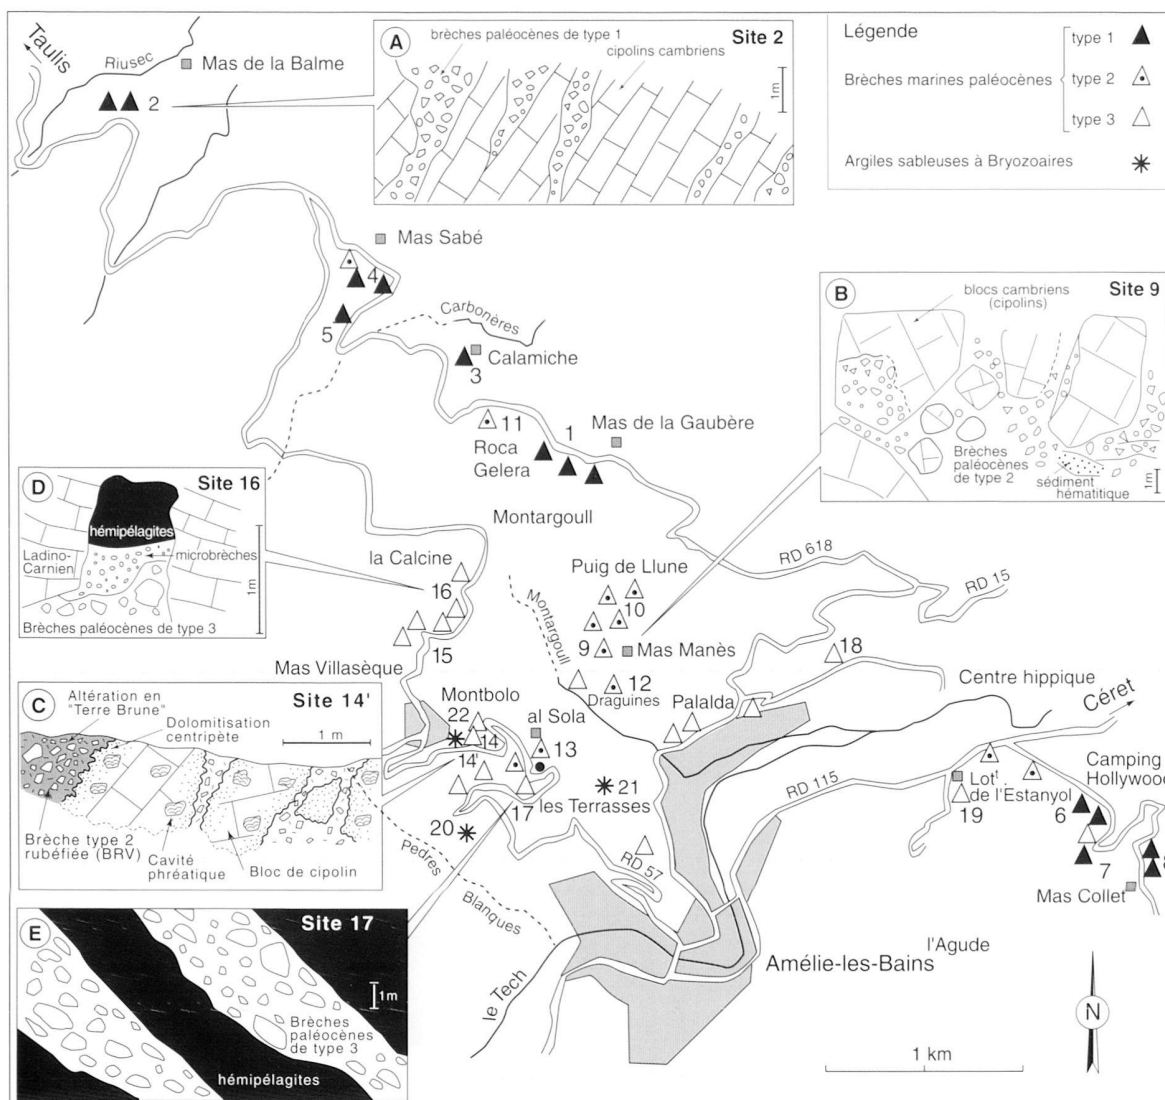 Taulis
Riusec
Mas de la Balme
2
A
brèches paléocènes de type 1
Site 2
cipolins cambriens
1m
Légende
Brèches marines paléocènes
type 1
type 2
type 3
Argiles sableuses à Bryozoaires
Mas Sabé
4
5
Carbonères
Calamiche
3
11
Roca
Gelera
1
Mas de la Gaubère
Montargoull
B
blocs cambriens
(cipolins)
Site 9
Brèches
paléocènes
de type 2
sédiment
hématitique
1m
D
Site 16
hémipélagites
Ladino-
Carnien
microbrèches
1m
Brèches paléocènes de type 3
la Calcine
16
15
Mas Villasèque
Montargoull
Puig de Llune
10
9
Mas Manès
12
Draguines
RD 618
RD 15
18
Palalda
Centre hippique
Céret
C
Altération en
"Terre Brune"
Site 14'
Dolomitisation
centripète
1 m
Brèche type 2
rubéfiée (BRV)
Cavité
phréatique
Bloc de cipolin
Montbolo
22
14
14'
al Sola
13
17
les Terrasses
21
20
Pedres
Blanques
RD 57
RD 115
Lot^t
de l'Estanyol
19
Camping
Hollywoo
6
7
8
Mas Collet
E
Site 17
1m
Brèches
paléocènes
de type 3
hémipélagites
le Tech
Amélie-les-Bains
l'Agude
N
1 km